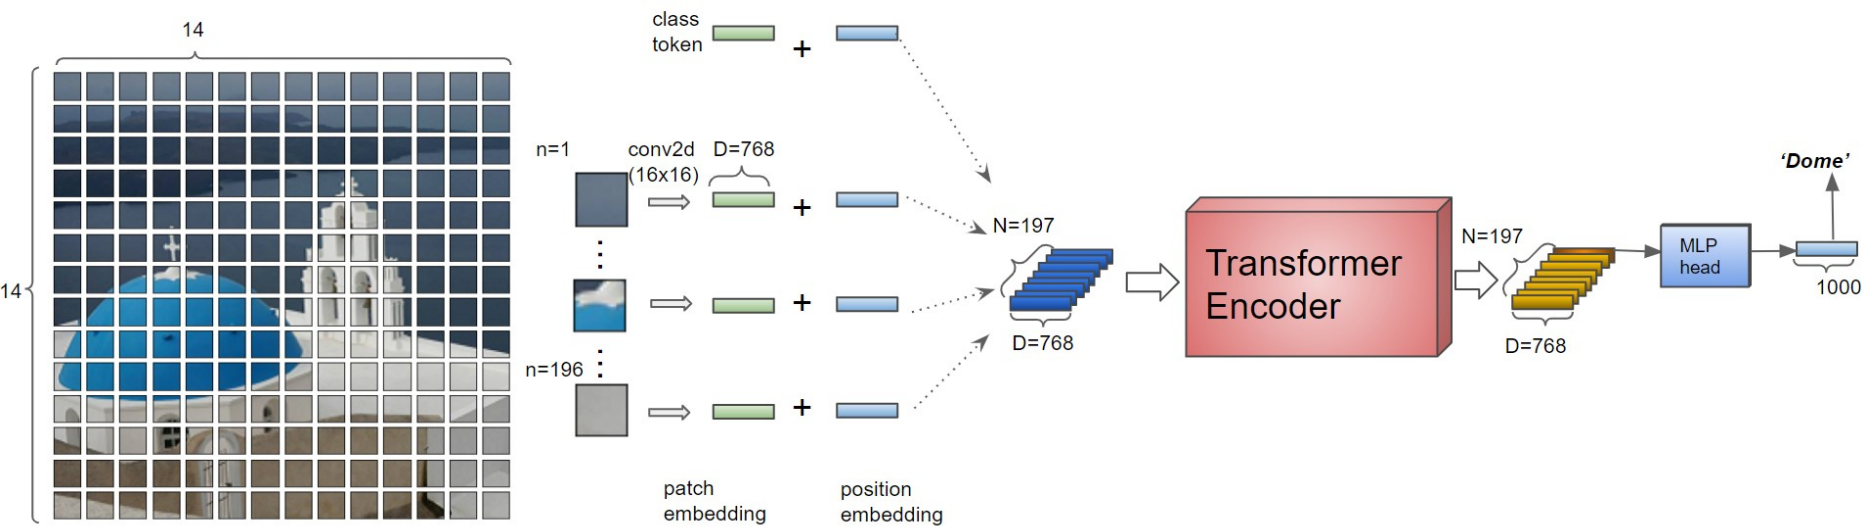 14
14
class
token
+
n=1
conv2d
(16x16)
D=768
+
n=196
+
+
patch
embedding
position
embedding
N=197
D=768
Transformer
Encoder
N=197
D=768
MLP
head
‘Dome’
1000